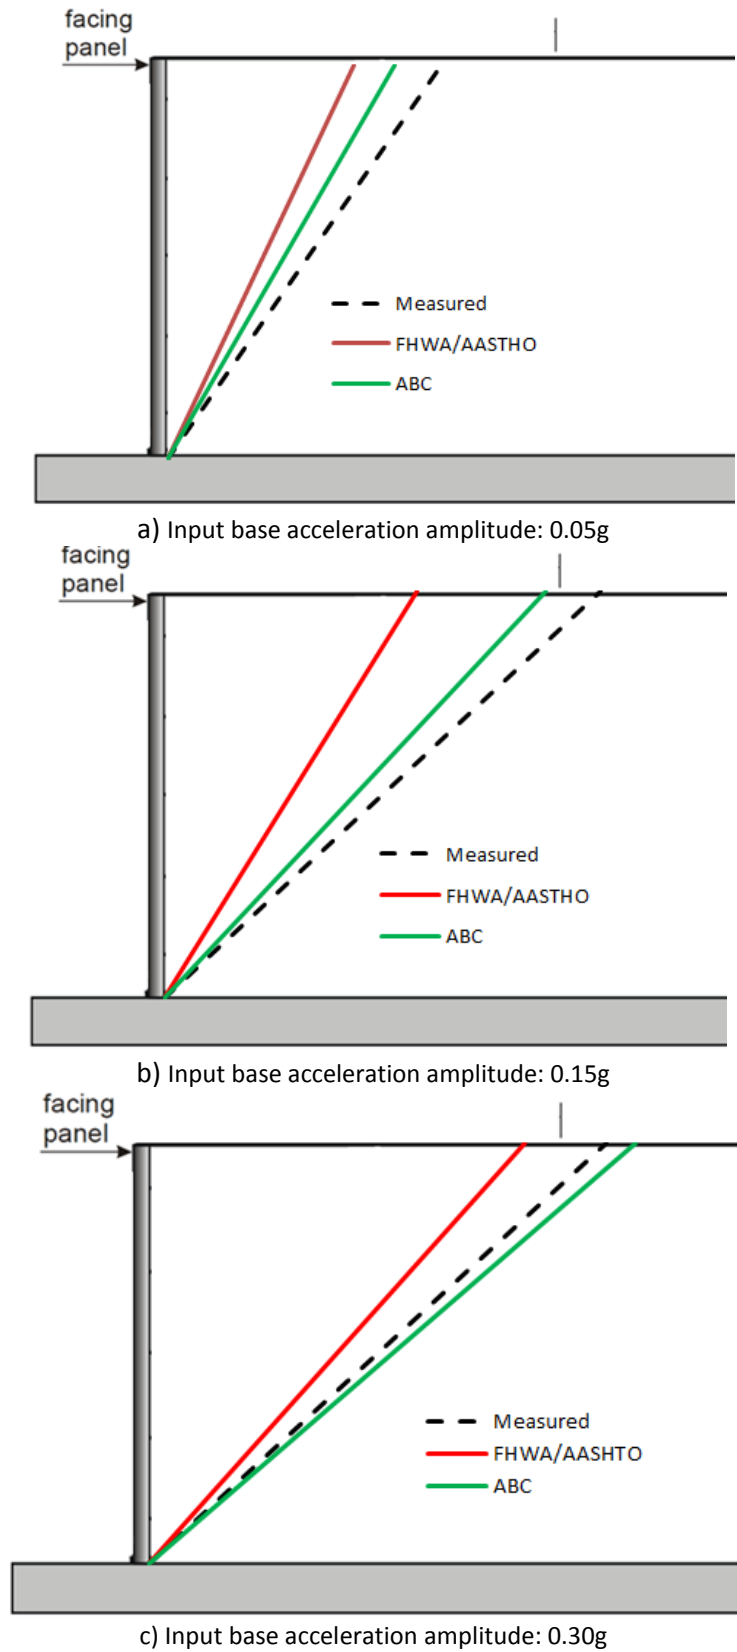 facing
panel
Measured
FHWA/AASTHO
ABC
a) Input base acceleration amplitude: 0.05g
facing
panel
Measured
FHWA/AASTHO
ABC
b) Input base acceleration amplitude: 0.15g
facing
panel
Measured
FHWA/AASHTO
ABC
c) Input base acceleration amplitude: 0.30g